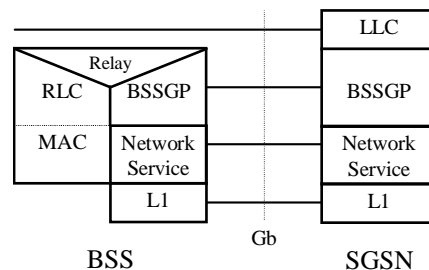 LLC
Relay
RLC
BSSGP
BSSGP
MAC
Network
Service
Network
Service
L1
L1
Gb
BSS
SGSN